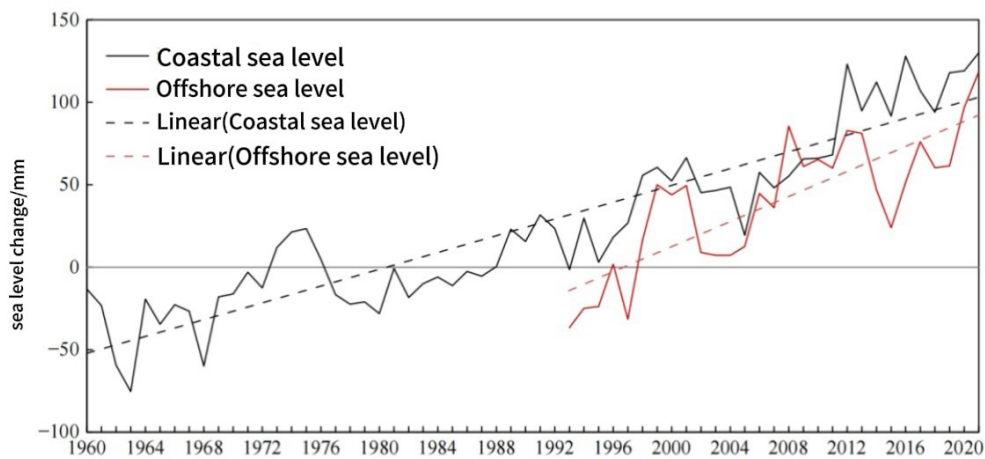 150
Coastal sea level
Offshore sea level
100
Linear(Coastal sea level)
Linear(Offshore sea level)
50
sea level change/mm
0
−50
−100
1960 1964 1968 1972 1976 1980 1984 1988 1992 1996 2000 2004 2008 2012 2016 2020